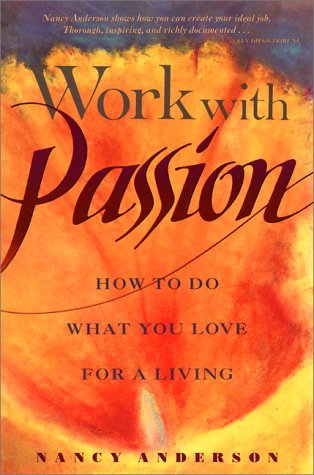 Nancy Anderson shows how you can create your ideal job.
Thorough, inspiring, and richly documented . . .
— SAN DIEGO TRIBUNE
Work with
Passion
HOW TO DO
WHAT YOU LOVE
FOR A LIVING
NANCY ANDERSON